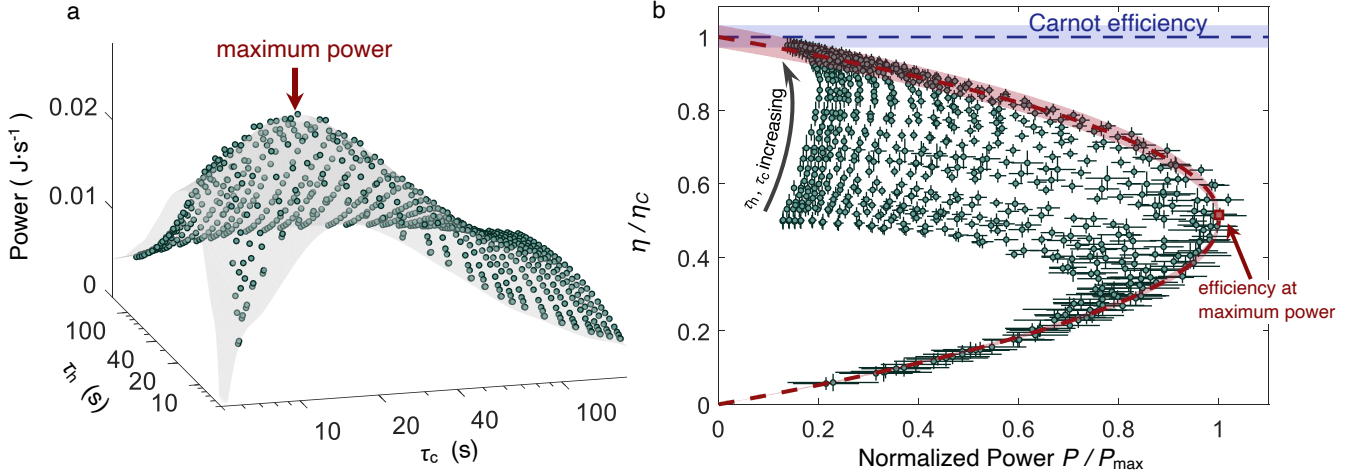 a
maximum power
Power ( J·s⁻¹)
0.02
0.01
0
100
40
20
10
τh (s)
10
20
40
100
τc (s)
b
Carnot efficiency
η / ηC
1
0.8
0.6
0.4
0.2
0
τh, τc increasing
efficiency at
maximum power
0 0.2 0.4 0.6 0.8 1
Normalized Power P / Pmax